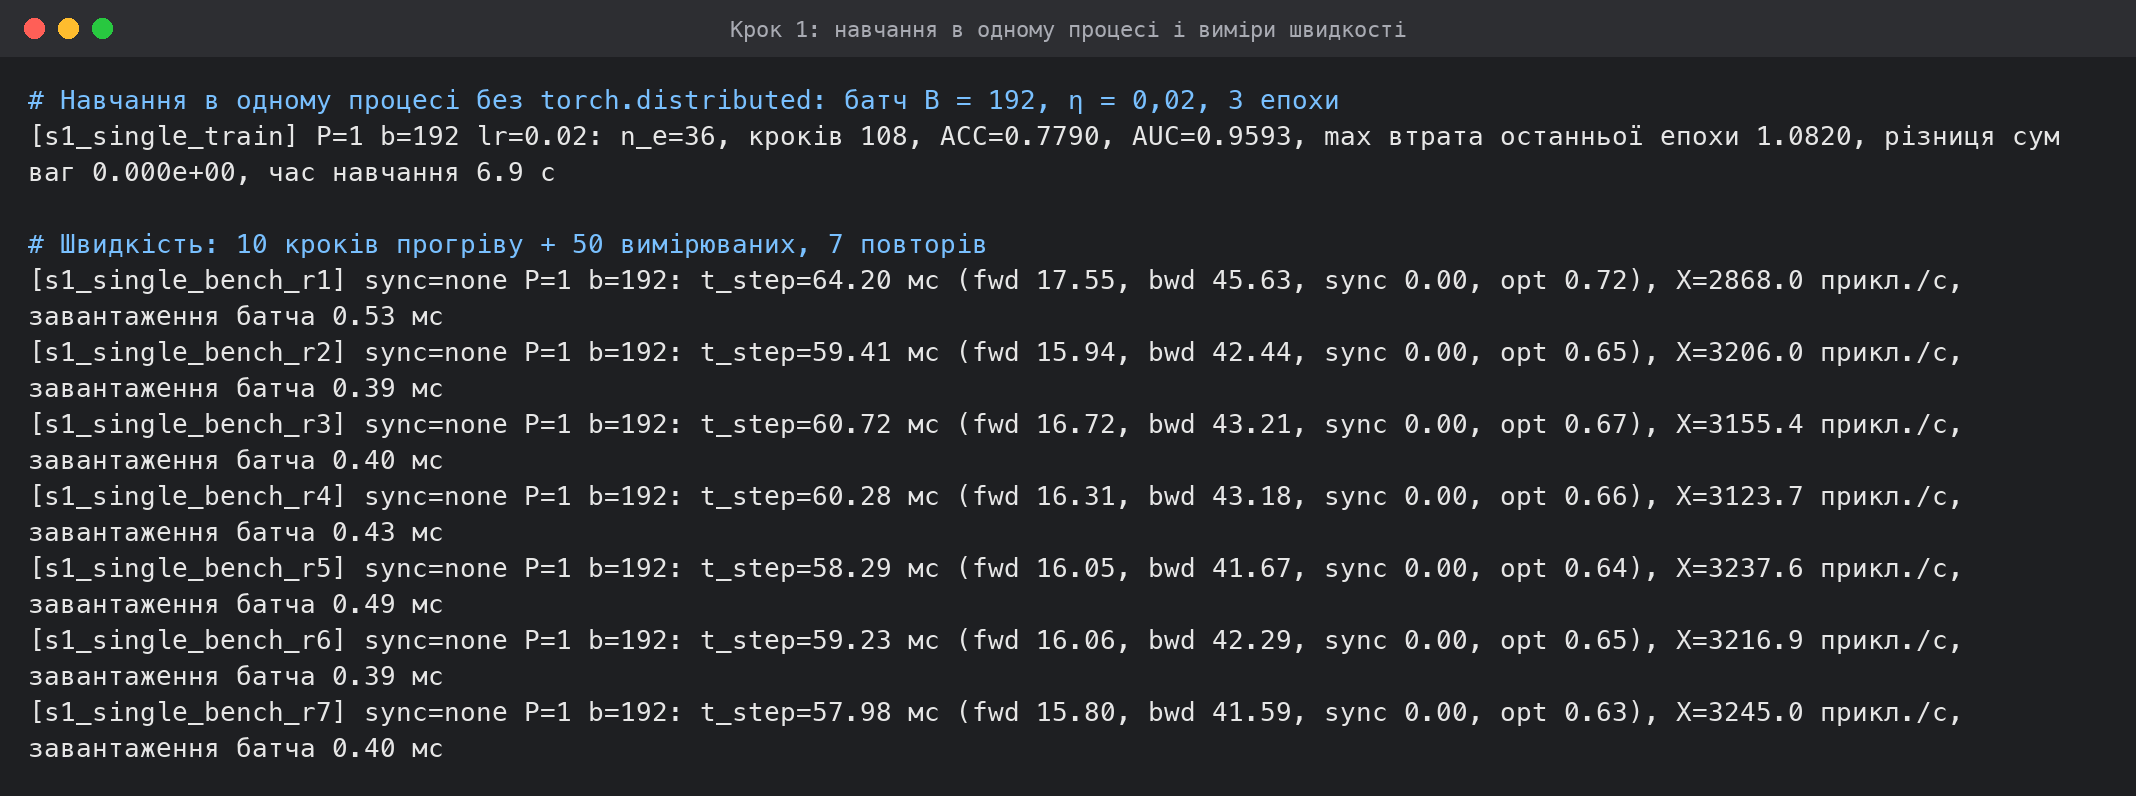 Крок 1: навчання в одному процесі і виміри швидкості
# Навчання в одному процесі без torch.distributed: батч B = 192, η = 0,02, 3 епохи
[s1_single_train] P=1 b=192 lr=0.02: n_e=36, кроків 108, ACC=0.7790, AUC=0.9593, max втрата останньої епохи 1.0820, різниця сум
ваг 0.000e+00, час навчання 6.9 с
# Швидкість: 10 кроків прогріву + 50 вимірюваних, 7 повторів
[s1_single_bench_r1] sync=none P=1 b=192: t_step=64.20 мс (fwd 17.55, bwd 45.63, sync 0.00, opt 0.72), X=2868.0 прикл./с,
завантаження батча 0.53 мс
[s1_single_bench_r2] sync=none P=1 b=192: t_step=59.41 мс (fwd 15.94, bwd 42.44, sync 0.00, opt 0.65), X=3206.0 прикл./с,
завантаження батча 0.39 мс
[s1_single_bench_r3] sync=none P=1 b=192: t_step=60.72 мс (fwd 16.72, bwd 43.21, sync 0.00, opt 0.67), X=3155.4 прикл./с,
завантаження батча 0.40 мс
[s1_single_bench_r4] sync=none P=1 b=192: t_step=60.28 мс (fwd 16.31, bwd 43.18, sync 0.00, opt 0.66), X=3123.7 прикл./с,
завантаження батча 0.43 мс
[s1_single_bench_r5] sync=none P=1 b=192: t_step=58.29 мс (fwd 16.05, bwd 41.67, sync 0.00, opt 0.64), X=3237.6 прикл./с,
завантаження батча 0.49 мс
[s1_single_bench_r6] sync=none P=1 b=192: t_step=59.23 мс (fwd 16.06, bwd 42.29, sync 0.00, opt 0.65), X=3216.9 прикл./с,
завантаження батча 0.39 мс
[s1_single_bench_r7] sync=none P=1 b=192: t_step=57.98 мс (fwd 15.80, bwd 41.59, sync 0.00, opt 0.63), X=3245.0 прикл./с,
завантаження батча 0.40 мс